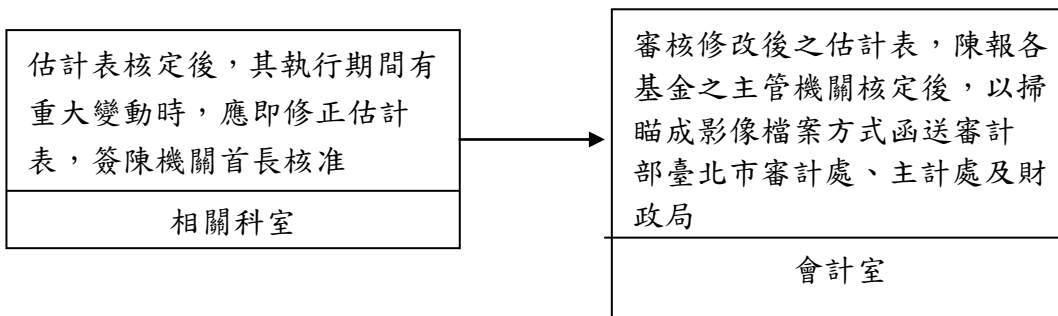 估計表核定後，其執行期間有
重大變動時，應即修正估計
表，簽陳機關首長核准
相關科室
審核修改後之估計表，陳報各
基金之主管機關核定後，以掃
瞄成影像檔案方式函送審計
部臺北市審計處、主計處及財
政局
會計室